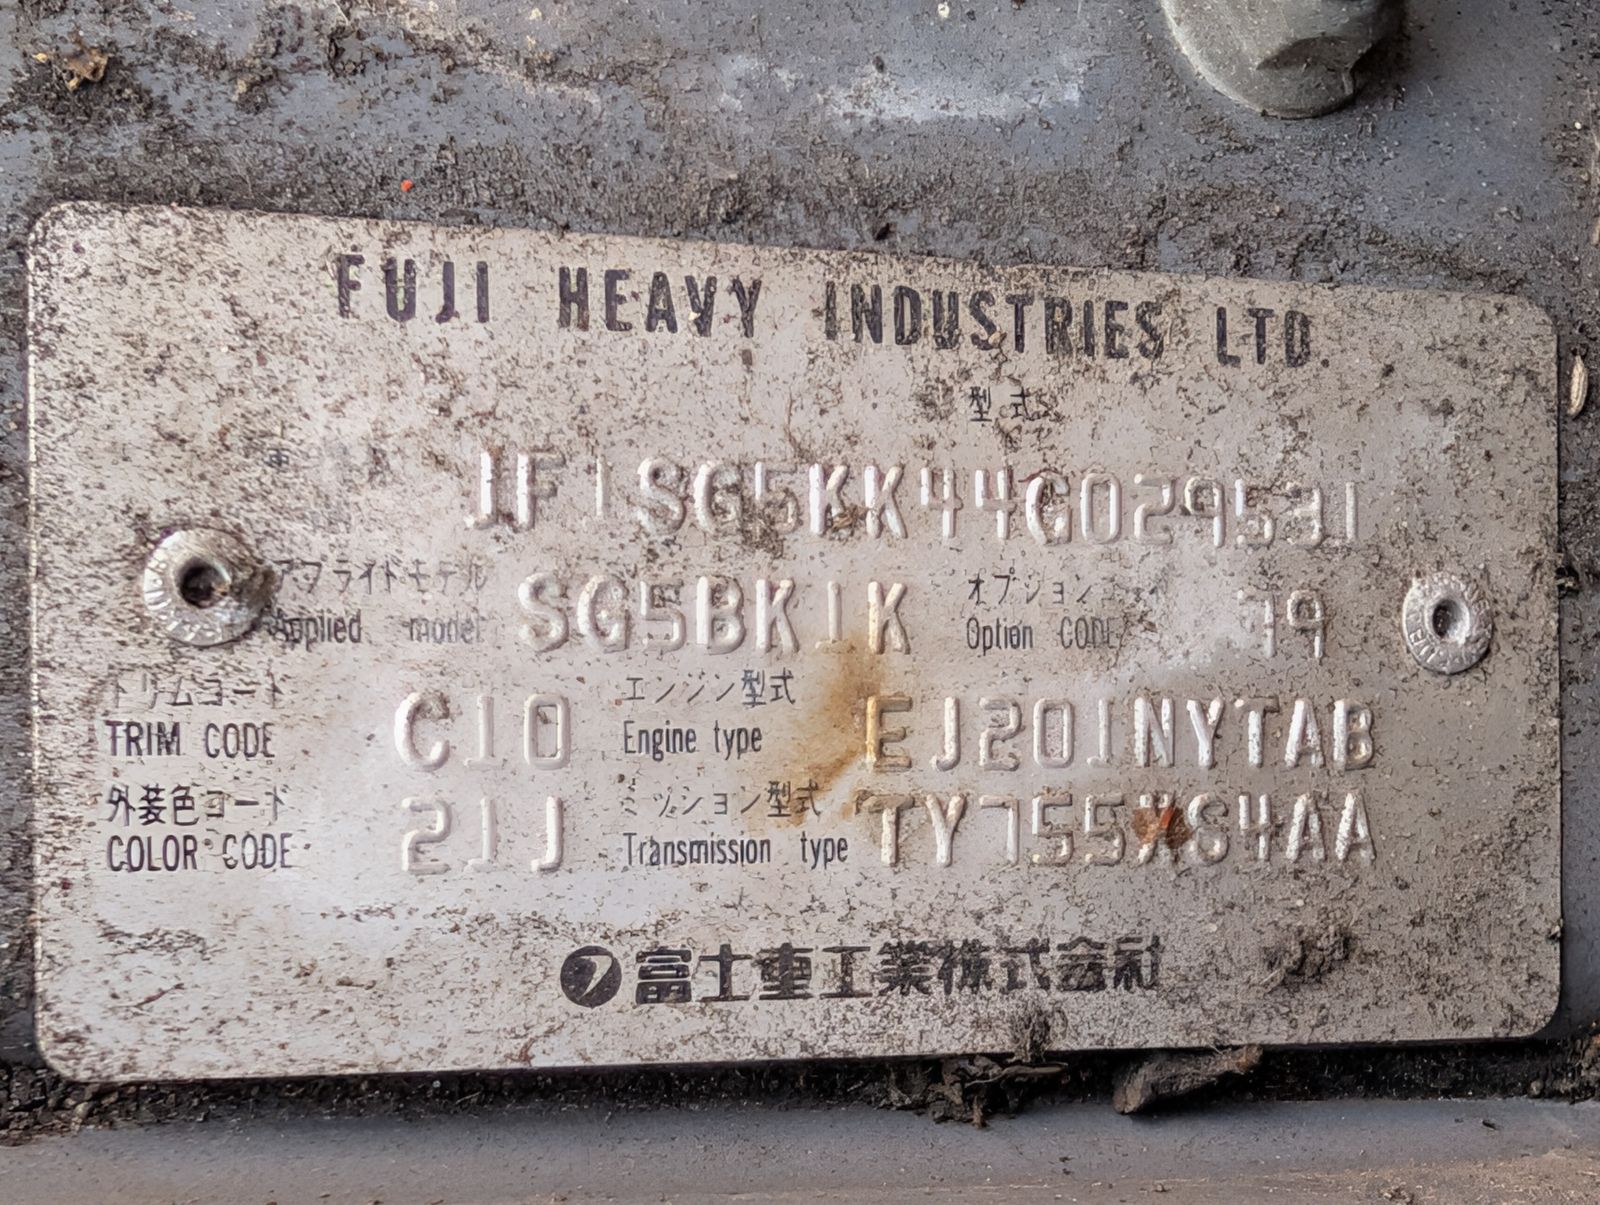 FUJI HEAVY INDUSTRIES LTD.
型式
JF1SG5KK44G029531
アプライドモデル
Applied model SG5BK1K オプション Option CODE
トリムコード
TRIM CODE C10 エンジン型式 Engine type EJ201NYTAB
外装色コード
COLOR CODE 21J ミッション型式 Transmission type
富士重工業株式会社